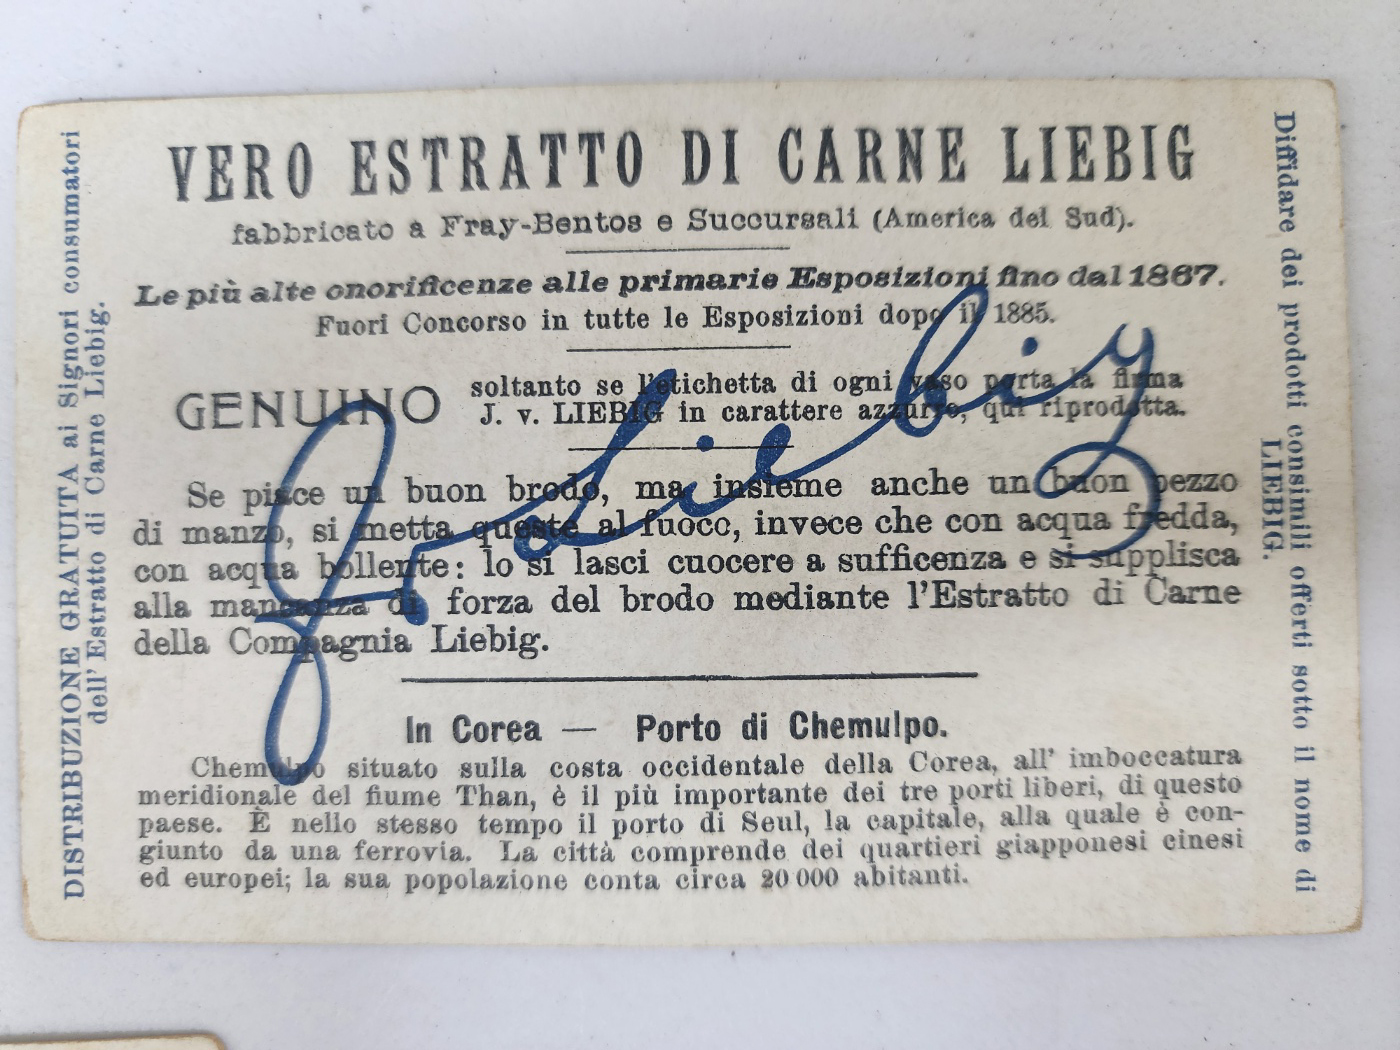 VERO ESTRATTO DI CARNE LIEBIG
fabbricato a Fray-Bentos e Succursali (America del Sud).
Le più alte onorificenze alle primarie Esposizioni fino dal 1867.
Fuori Concorso in tutte le Esposizioni dopo il 1885.
GENUINO
soltanto se l'etichetta di ogni vaso porta la firma
J. v. LIEBIG in carattere azzurro, qui riprodotta.
Se piace un buon brodo, ma insieme anche un buon pezzo
di manzo, si metta queste al fuoco, invece che con acqua fredda,
con acqua bollente: lo si lasci cuocere a sufficenza e si supplisca
alla mancanza di forza del brodo mediante l'Estratto di Carne
della Compagnia Liebig.
In Corea — Porto di Chemulpo.
Chemulpo situato sulla costa occidentale della Corea, all' imboccatura
meridionale del fiume Than, è il più importante dei tre porti liberi, di questo
paese. È nello stesso tempo il porto di Seul, la capitale, alla quale è con-
giunto da una ferrovia. La città comprende dei quartieri giapponesi cinesi
ed europei; la sua popolazione conta circa 20 000 abitanti.
DISTRIBUZIONE GRATUITA ai Signori consumatori
dell' Estratto di Carne Liebig.
Diffidare dei prodotti consimili offerti sotto il nome di
LIEBIG.
J v Liebig